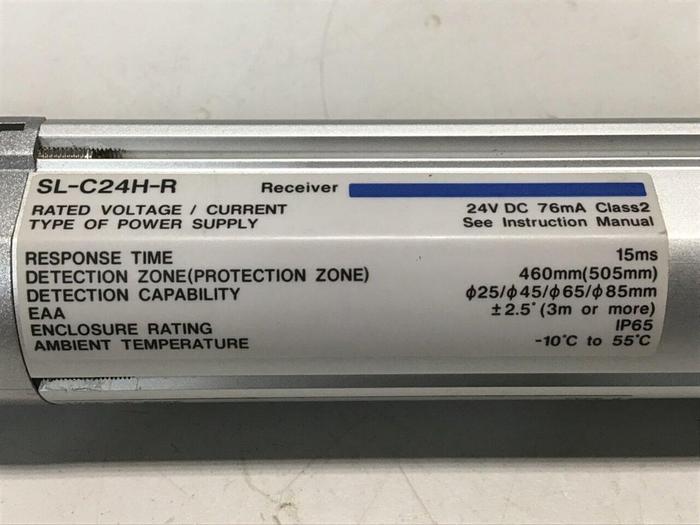 SL-C24H-R Receiver
RATED VOLTAGE / CURRENT 24V DC 76mA Class2
TYPE OF POWER SUPPLY See Instruction Manual
RESPONSE TIME 15ms
DETECTION ZONE(PROTECTION ZONE) 460mm(505mm)
DETECTION CAPABILITY ϕ25/ϕ45/ϕ65/ϕ85mm
EAA ±2.5° (3m or more)
ENCLOSURE RATING IP65
AMBIENT TEMPERATURE -10°C to 55°C